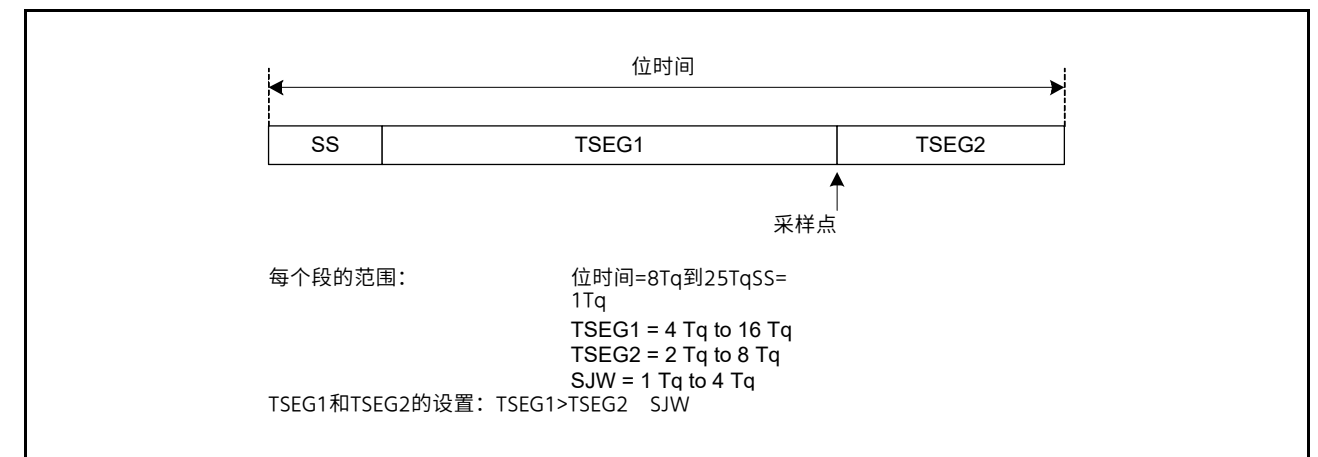 位时间
SS TSEG1 TSEG2
采样点
每个段的范围： 位时间=8Tq到25TqSS=
1Tq
TSEG1 = 4 Tq to 16 Tq
TSEG2 = 2 Tq to 8 Tq
SJW = 1 Tq to 4 Tq
TSEG1和TSEG2的设置：TSEG1>TSEG2 SJW